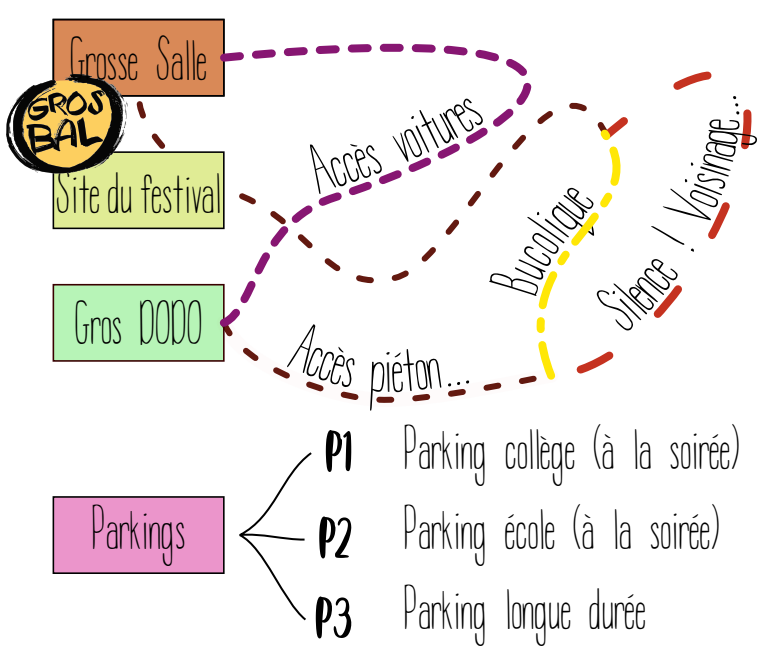 Grosse Salle
GROS
BAL
Site du festival
Accès voitures
Bucolique
Silence ! Voisinage...
Gros DODO
Accès piéton...
Parkings
P1 Parking collège (à la soirée)
P2 Parking école (à la soirée)
P3 Parking longue durée